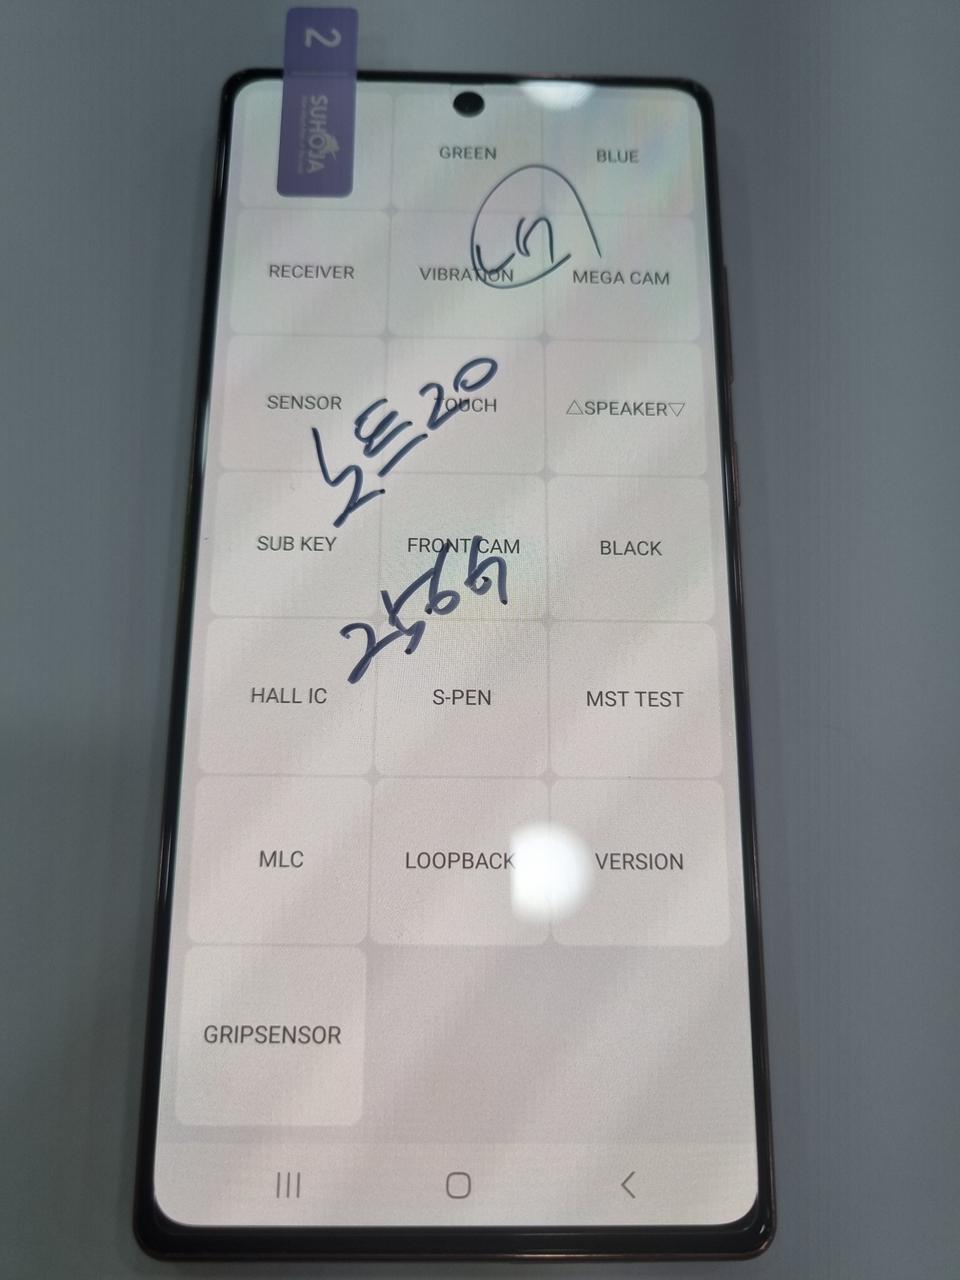 2
SUHOJA
GREEN
BLUE
LG
RECEIVER
VIBRATION
MEGA CAM
SENSOR
TOUCH
△SPEAKER▽
노트20
SUB KEY
FRONT CAM
BLACK
256G
HALL IC
S-PEN
MST TEST
MLC
LOOPBACK
VERSION
GRIPSENSOR